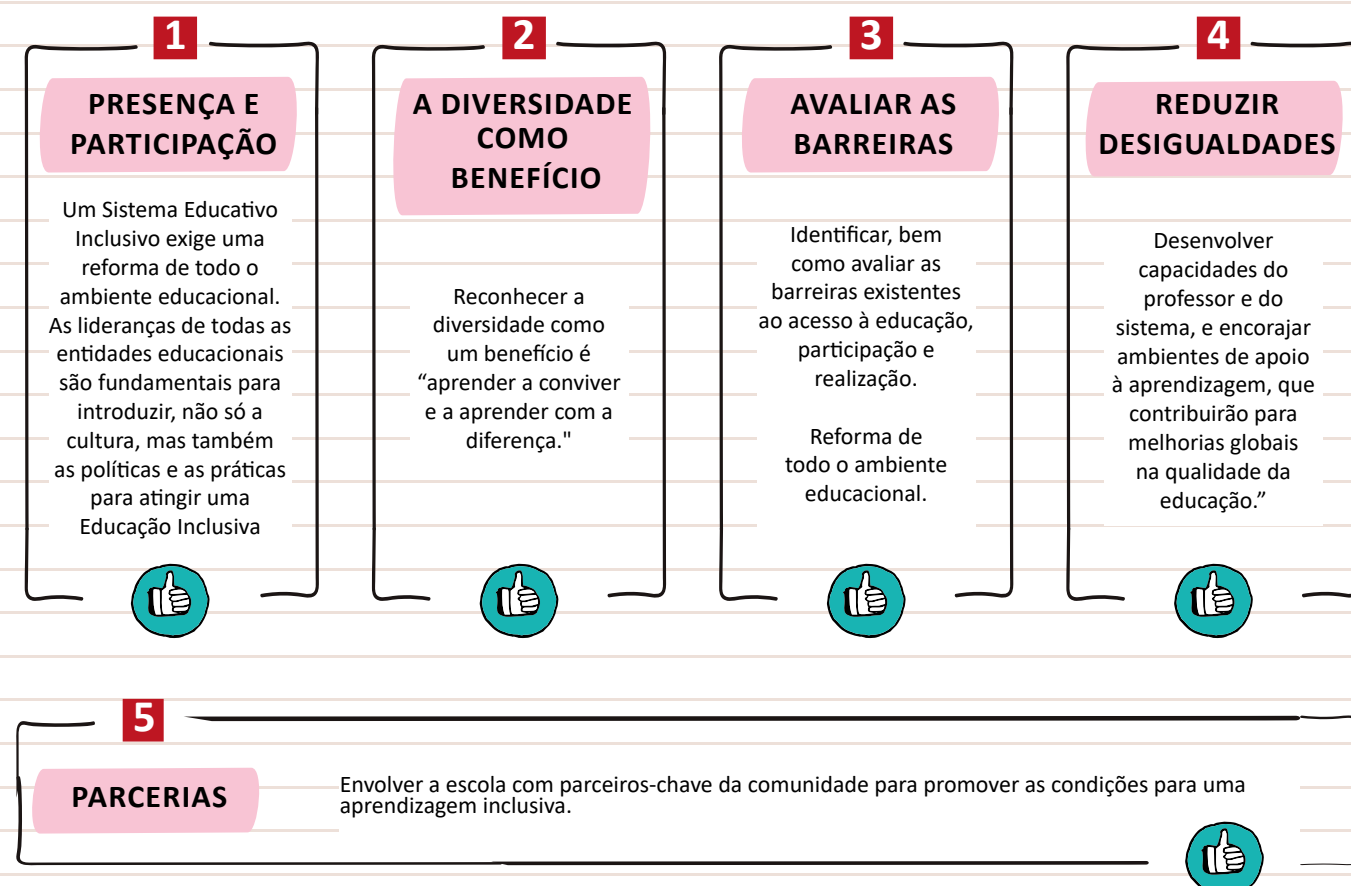 1
PRESENÇA E
PARTICIPAÇÃO
Um Sistema Educativo
Inclusivo exige uma
reforma de todo o
ambiente educacional.
As lideranças de todas as
entidades educacionais
são fundamentais para
introduzir, não só a
cultura, mas também
as políticas e as práticas
para atingir uma
Educação Inclusiva
2
A DIVERSIDADE
COMO
BENEFÍCIO
Reconhecer a
diversidade como
um benefício é
“aprender a conviver
e a aprender com a
diferença."
3
AVALIAR AS
BARREIRAS
Identificar, bem
como avaliar as
barreiras existentes
ao acesso à educação,
participação e
realização.
Reforma de
todo o ambiente
educacional.
4
REDUZIR
DESIGUALDADES
Desenvolver
capacidades do
professor e do
sistema, e encorajar
ambientes de apoio
à aprendizagem, que
contribuirão para
melhorias globais
na qualidade da
educação.”
5
PARCERIAS
Envolver a escola com parceiros-chave da comunidade para promover as condições para uma
aprendizagem inclusiva.